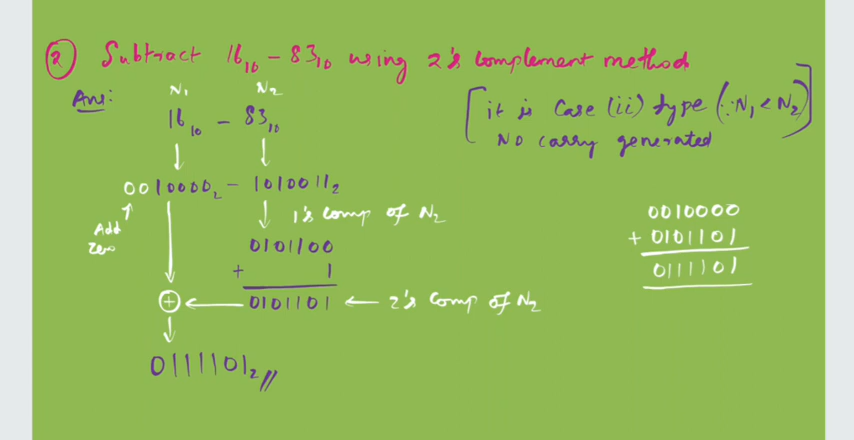 ② Subtract 16₁₀ - 83₁₀ using 2's complement method
Ans:
N₁ N₂
16₁₀ - 83₁₀
[it is Case (ii) type (∵ N₁ < N₂)
No carry generated]
0010000₂ - 1010011₂
Add
Zero
1's comp of N₂
0101100
+ 1
0101101 ← 2's comp of N₂
⊕
0111101₂//
0010000
+ 0101101
0111101